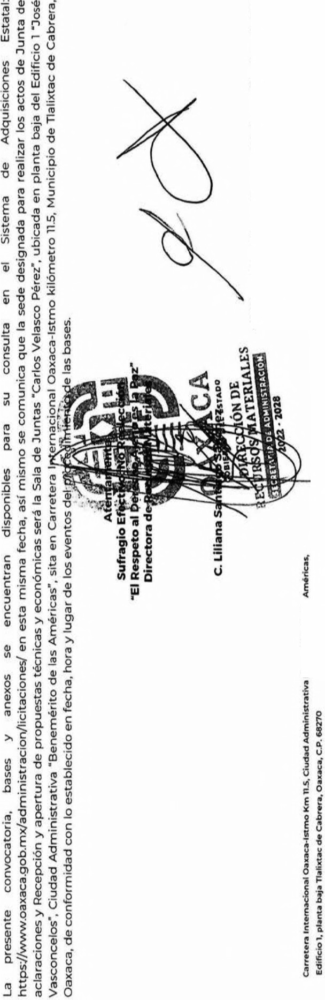 La presente convocatoria, bases y anexos se encuentran disponibles para su consulta en el Sistema de Adquisiciones Estatal:
https://www.oaxaca.gob.mx/administracion/licitaciones/ en esta misma fecha, así mismo se comunica que la sede designada para realizar los actos de Junta de
aclaraciones y Recepción y apertura de propuestas técnicas y económicas será la Sala de Juntas "Carlos Velasco Pérez", ubicada en planta baja del Edificio 1 "José
Vasconcelos", Ciudad Administrativa "Benemérito de las Américas", sita en Carretera Internacional Oaxaca-Istmo kilómetro 11.5, Municipio de Tlalixtac de Cabrera,
Oaxaca, de conformidad con lo establecido en fecha, hora y lugar de los eventos del procedimiento de las bases.
Atentamente
Sufragio Efectivo. No Reelección
"El Respeto al Derecho Ajeno es la Paz"
Directora de Recursos Materiales
OAXACA
C. Liliana
ESTADO
DIRECCIÓN DE
RECURSOS MATERIALES
SECRETARÍA DE ADMINISTRACIÓN
2022 - 2028
Carretera Internacional Oaxaca-Istmo Km 11.5, Ciudad Administrativa Américas,
Edificio 1, planta baja Tlalixtac de Cabrera, Oaxaca, C.P. 68270